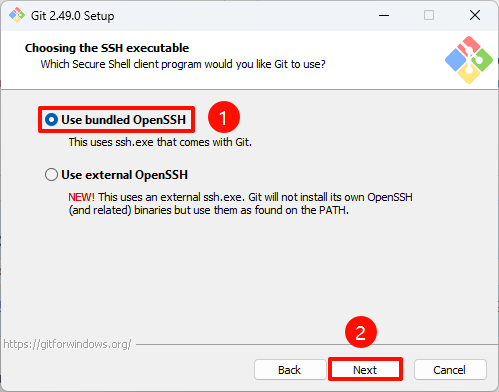 Git 2.49.0 Setup
Choosing the SSH executable
Which Secure Shell client program would you like Git to use?
Use bundled OpenSSH
1
This uses ssh.exe that comes with Git.
Use external OpenSSH
NEW! This uses an external ssh.exe. Git will not install its own OpenSSH
(and related) binaries but use them as found on the PATH.
2
https://gitforwindows.org/
Back
Next
Cancel